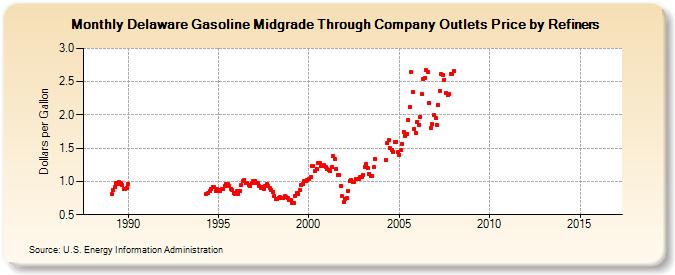 Monthly Delaware Gasoline Midgrade Through Company Outlets Price by Refiners
Dollars per Gallon
3.0
2.5
2.0
1.5
1.0
0.5
1990 1995 2000 2005 2010 2015
Source: U.S. Energy Information Administration